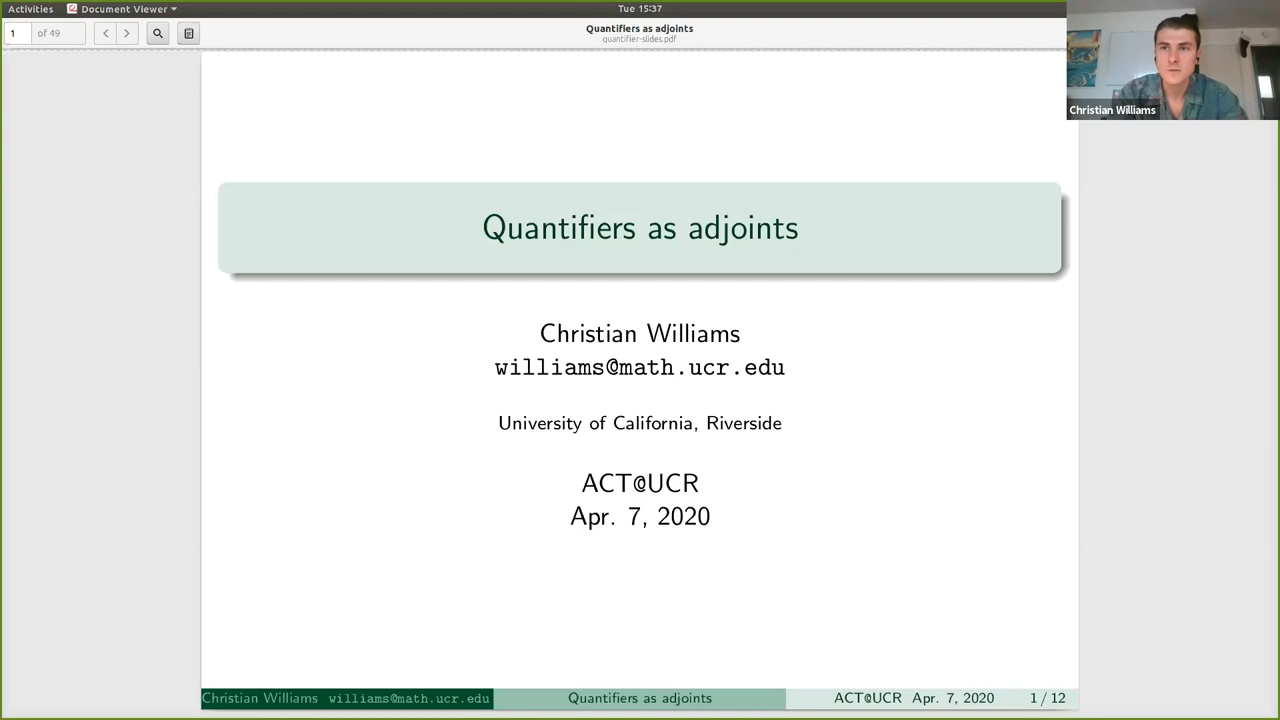 Activities Document Viewer Tue 15:37
1 of 49
Quantifiers as adjoints
quantifier-slides.pdf
Christian Williams
Quantifiers as adjoints
Christian Williams
williams@math.ucr.edu
University of California, Riverside
ACT@UCR
Apr. 7, 2020
Christian Williams williams@math.ucr.edu Quantifiers as adjoints ACT@UCR Apr. 7, 2020 1 / 12